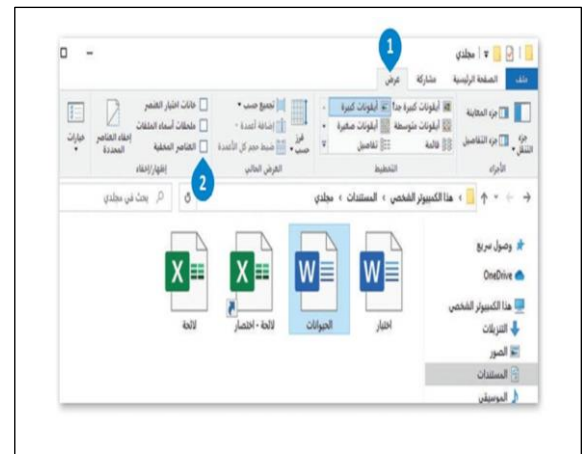 مجلدي
1
ملف الصفحة الرئيسية مشاركة عرض
جزء التنقل
جزء المعاينة
جزء التفاصيل
الأجزاء
أيقونات كبيرة جدا أيقونات كبيرة
أيقونات متوسطة أيقونات صغيرة
قائمة تفاصيل
التخطيط
فرز حسب
تجميع حسب
إضافة أعمدة
ضبط حجم كل الأعمدة
العرض الحالي
خانات اختيار العنصر
ملحقات أسماء الملفات
العناصر المخفية
إخفاء العناصر المحددة
إظهار/إخفاء
خيارات
2
هذا الكمبيوتر الشخصي › المستندات › مجلدي
بحث في مجلدي
وصول سريع
OneDrive
هذا الكمبيوتر الشخصي
التنزيلات
الصور
المستندات
الموسيقى
اختبار
الحيوانات
لائحة - اختصار
لائحة